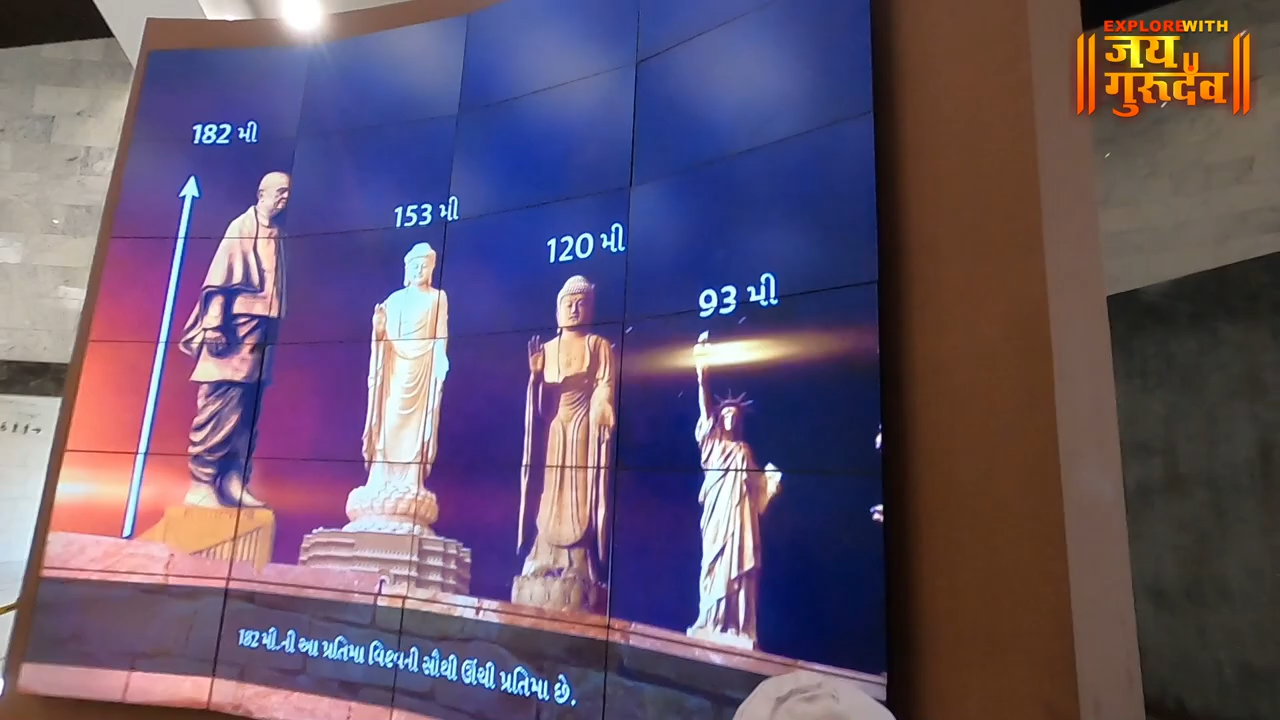 EXPLORE WITH
जय
गुरूदेव
182 મી
153 મી
120 મી
93 મી
182 મી.ની આ પ્રતિમા વિશ્વની સૌથી ઊંચી પ્રતિમા છે.